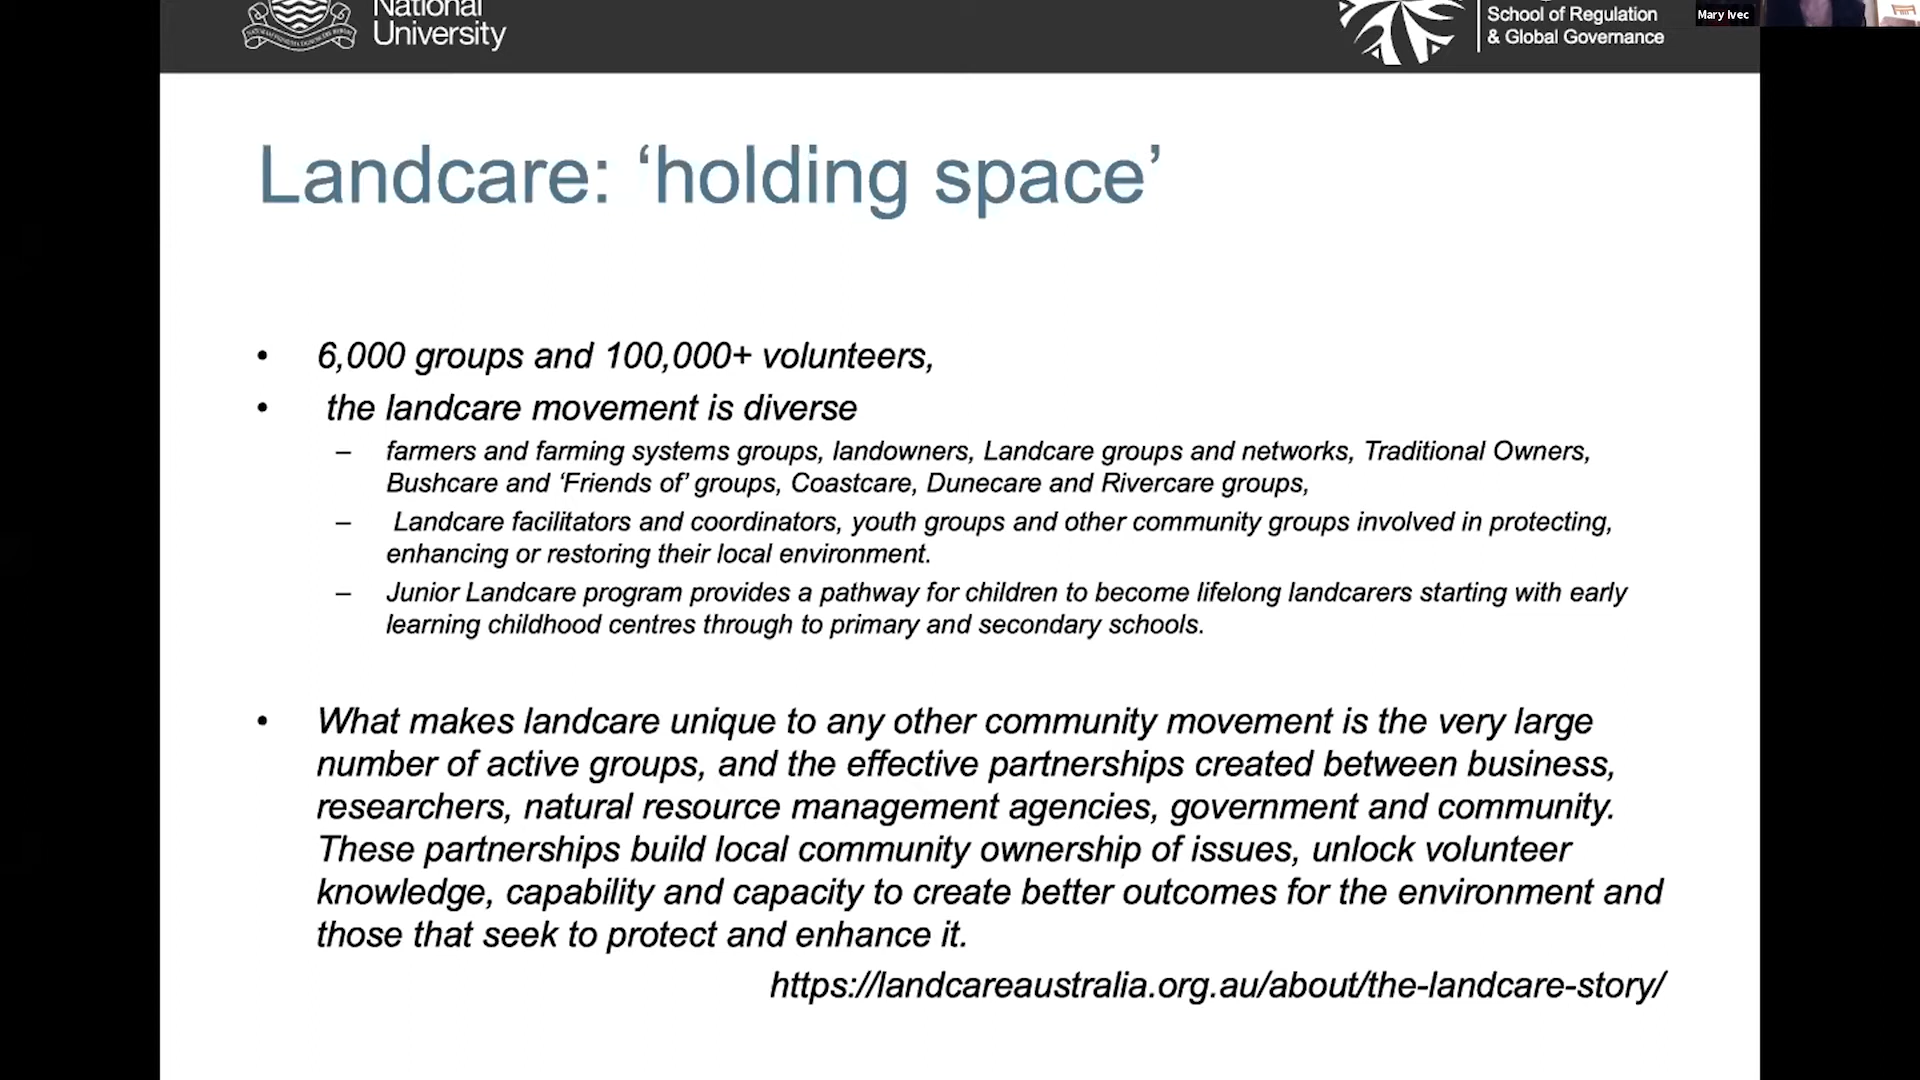 National
University
School of Regulation
& Global Governance
Mary Ivec
Landcare: ‘holding space’
• 6,000 groups and 100,000+ volunteers,
• the landcare movement is diverse
– farmers and farming systems groups, landowners, Landcare groups and networks, Traditional Owners,
Bushcare and ‘Friends of’ groups, Coastcare, Dunecare and Rivercare groups,
– Landcare facilitators and coordinators, youth groups and other community groups involved in protecting,
enhancing or restoring their local environment.
– Junior Landcare program provides a pathway for children to become lifelong landcarers starting with early
learning childhood centres through to primary and secondary schools.
• What makes landcare unique to any other community movement is the very large
number of active groups, and the effective partnerships created between business,
researchers, natural resource management agencies, government and community.
These partnerships build local community ownership of issues, unlock volunteer
knowledge, capability and capacity to create better outcomes for the environment and
those that seek to protect and enhance it.
https://landcareaustralia.org.au/about/the-landcare-story/